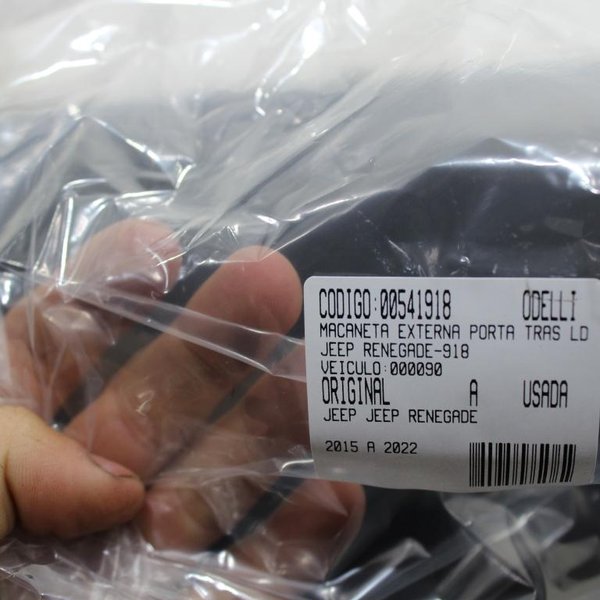 CODIGO:00541918 ODELLI
MACANETA EXTERNA PORTA TRAS LD
JEEP RENEGADE-918
VEICULO:000090
ORIGINAL A USADA
JEEP JEEP RENEGADE
2015 A 2022